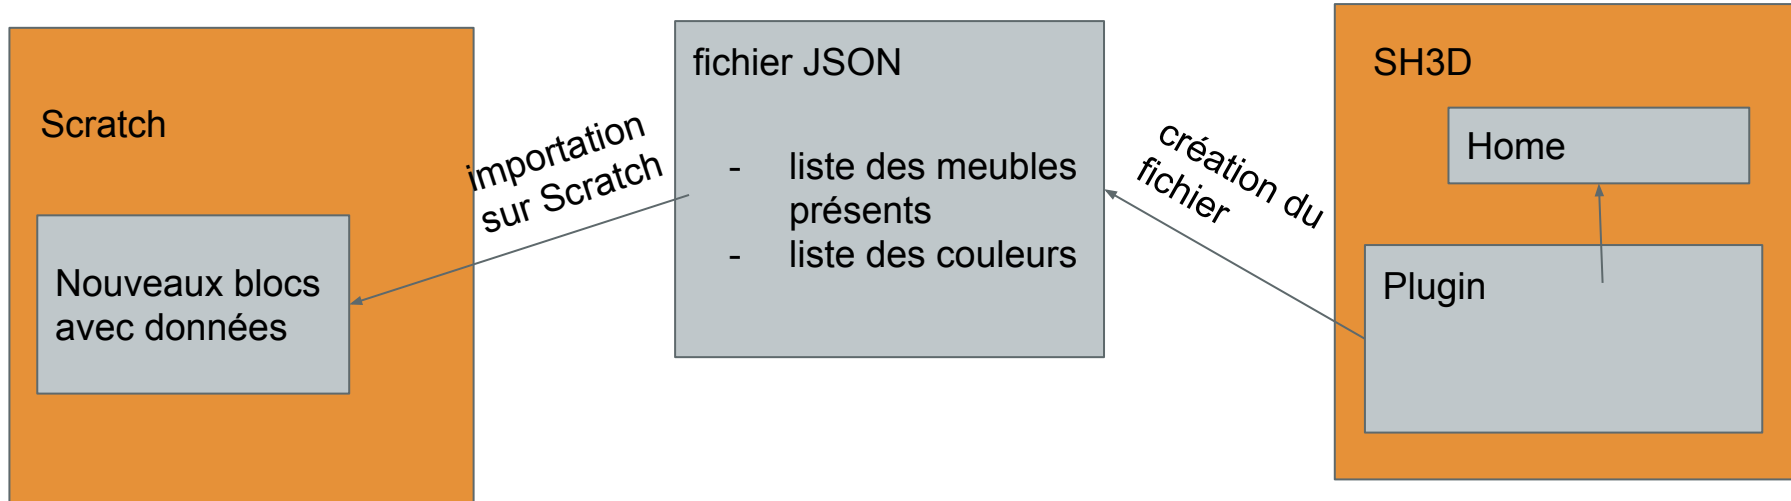 Scratch
Nouveaux blocs
avec données
importation
sur Scratch
fichier JSON
- liste des meubles
présents
- liste des couleurs
création du
fichier
SH3D
Home
Plugin